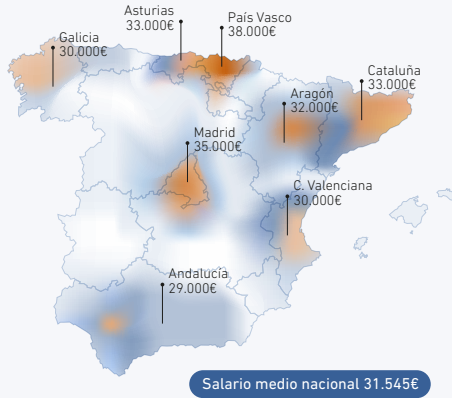 Asturias
33.000€
País Vasco
38.000€
Galicia
30.000€
Cataluña
33.000€
Aragón
32.000€
Madrid
35.000€
C. Valenciana
30.000€
Andalucía
29.000€
Salario medio nacional 31.545€